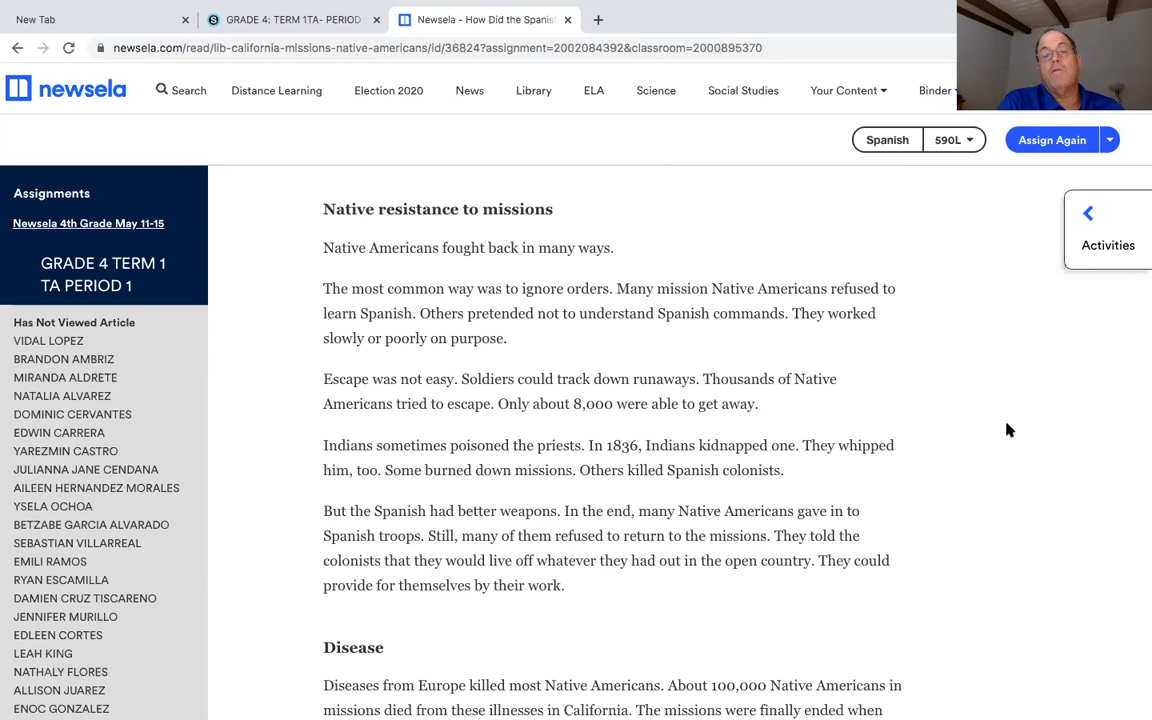 New Tab
GRADE 4: TERM 1TA- PERIOD
Newsela - How Did the Spanis
newsela.com/read/lib-california-missions-native-americans/id/36824?assignment=2002084392&classroom=2000895370
newsela
Search Distance Learning Election 2020 News Library ELA Science Social Studies Your Content Binder
Spanish 590L Assign Again
Assignments
Newsela 4th Grade May 11-15
GRADE 4 TERM 1
TA PERIOD 1
Has Not Viewed Article
VIDAL LOPEZ
BRANDON AMBRIZ
MIRANDA ALDRETE
NATALIA ALVAREZ
DOMINIC CERVANTES
EDWIN CARRERA
YAREZMIN CASTRO
JULIANNA JANE CENDANA
AILEEN HERNANDEZ MORALES
YSELA OCHOA
BETZABE GARCIA ALVARADO
SEBASTIAN VILLARREAL
EMILI RAMOS
RYAN ESCAMILLA
DAMIEN CRUZ TISCARENO
JENNIFER MURILLO
EDLEEN CORTES
LEAH KING
NATHALY FLORES
ALLISON JUAREZ
ENOC GONZALEZ
Native resistance to missions
Native Americans fought back in many ways.
The most common way was to ignore orders. Many mission Native Americans refused to
learn Spanish. Others pretended not to understand Spanish commands. They worked
slowly or poorly on purpose.
Escape was not easy. Soldiers could track down runaways. Thousands of Native
Americans tried to escape. Only about 8,000 were able to get away.
Indians sometimes poisoned the priests. In 1836, Indians kidnapped one. They whipped
him, too. Some burned down missions. Others killed Spanish colonists.
But the Spanish had better weapons. In the end, many Native Americans gave in to
Spanish troops. Still, many of them refused to return to the missions. They told the
colonists that they would live off whatever they had out in the open country. They could
provide for themselves by their work.
Disease
Diseases from Europe killed most Native Americans. About 100,000 Native Americans in
missions died from these illnesses in California. The missions were finally ended when
Activities